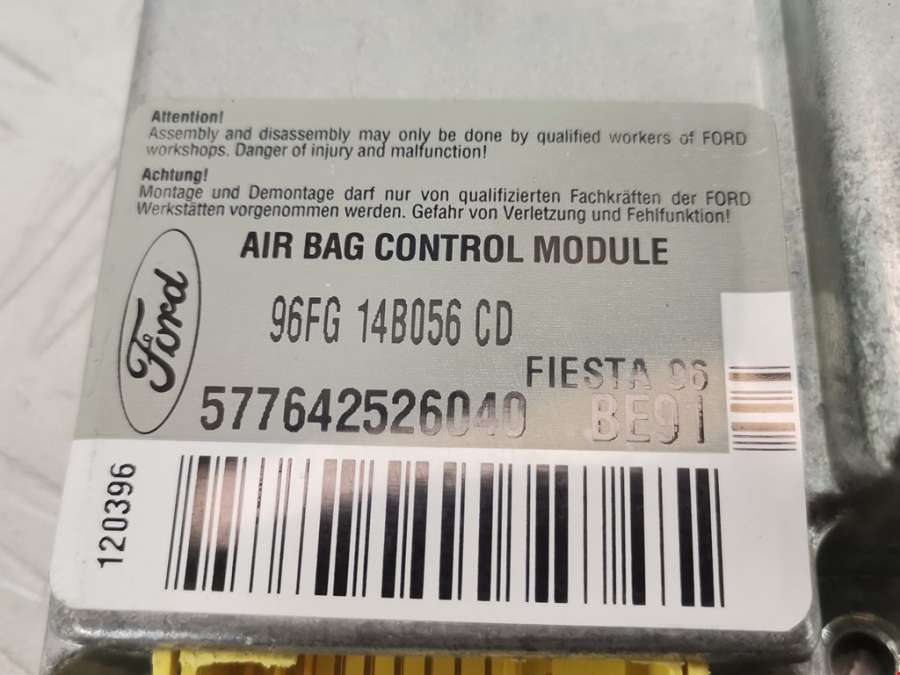 Attention!
Assembly and disassembly may only be done by qualified workers of FORD
workshops. Danger of injury and malfunction!
Achtung!
Montage und Demontage darf nur von qualifizierten Fachkräften der FORD
Werkstätten vorgenommen werden. Gefahr von Verletzung und Fehlfunktion!
AIR BAG CONTROL MODULE
Ford
96FG 14B056 CD
FIESTA 96
577642526040 BE91
120396